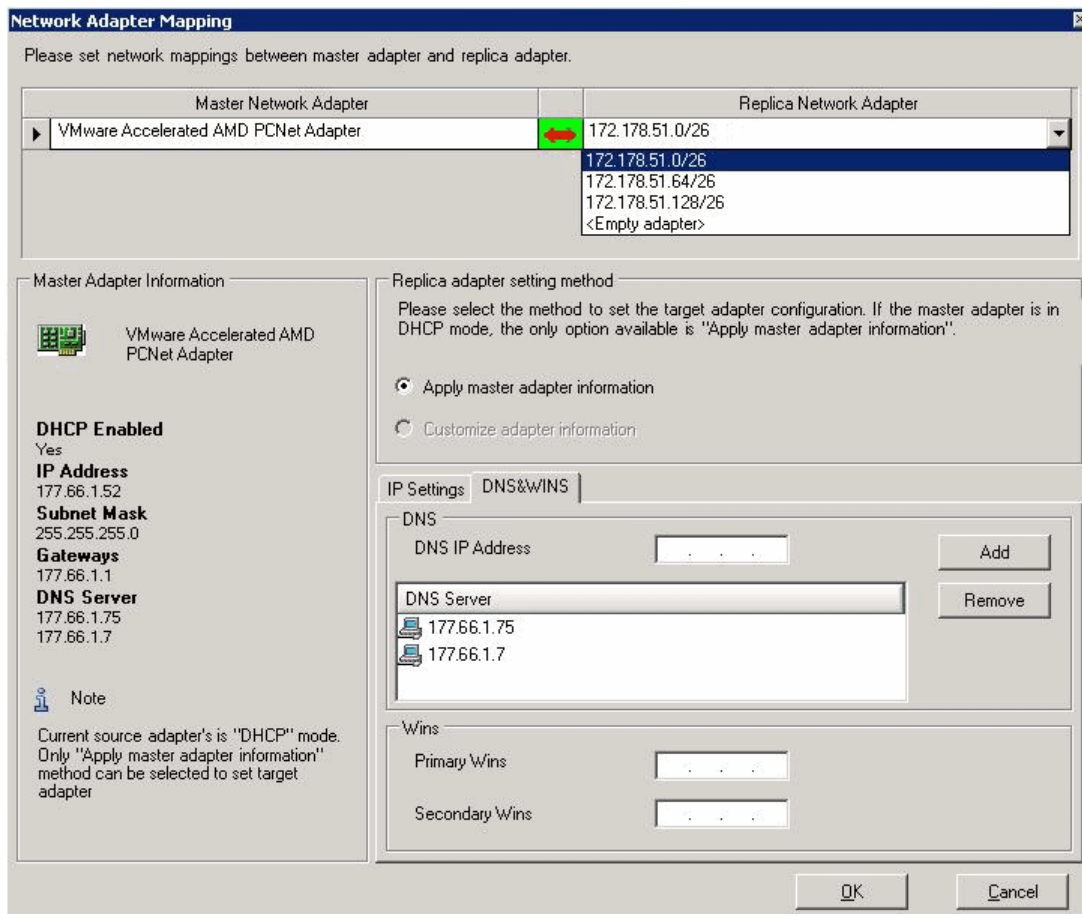 Network Adapter Mapping
Please set network mappings between master adapter and replica adapter.
Master Network Adapter
Replica Network Adapter
VMware Accelerated AMD PCNet Adapter
172.178.51.0/26
172.178.51.0/26
172.178.51.64/26
172.178.51.128/26
<Empty adapter>
Master Adapter Information
VMware Accelerated AMD
PCNet Adapter
DHCP Enabled
Yes
IP Address
177.66.1.52
Subnet Mask
255.255.255.0
Gateways
177.66.1.1
DNS Server
177.66.1.75
177.66.1.7
Note
Current source adapter's is "DHCP" mode.
Only "Apply master adapter information"
method can be selected to set target
adapter
Replica adapter setting method
Please select the method to set the target adapter configuration. If the master adapter is in
DHCP mode, the only option available is "Apply master adapter information".
Apply master adapter information
Customize adapter information
IP Settings
DNS&WINS
DNS
DNS IP Address
. . .
Add
DNS Server
Remove
177.66.1.75
177.66.1.7
Wins
Primary Wins
. . .
Secondary Wins
. . .
OK
Cancel